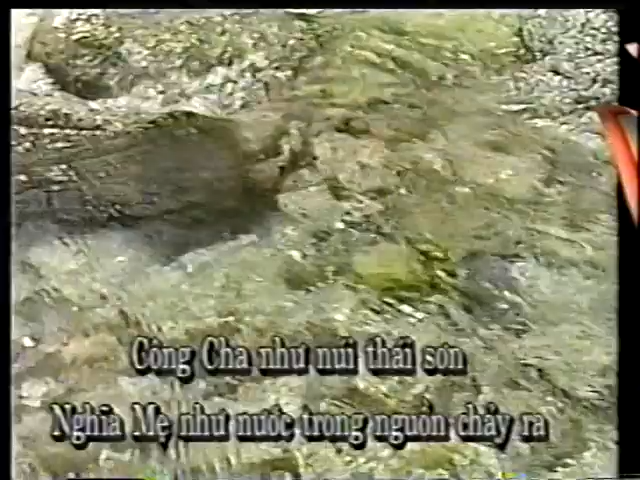 Công Cha như núi thái sơn
Nghĩa Mẹ như nước trong nguồn chảy ra